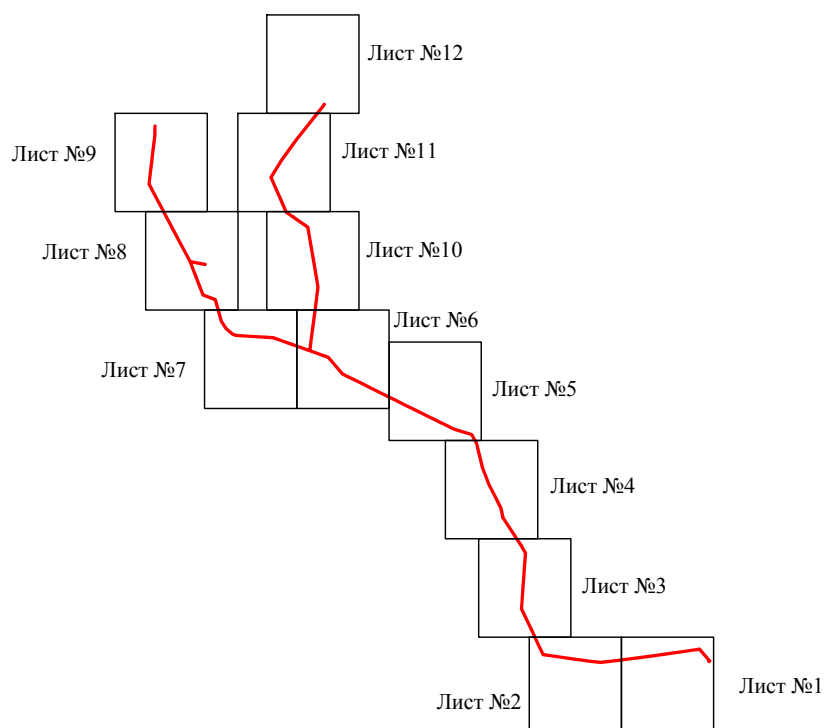 Лист №12
Лист №9
Лист №11
Лист №8
Лист №10
Лист №6
Лист №7
Лист №5
Лист №4
Лист №3
Лист №1
Лист №2